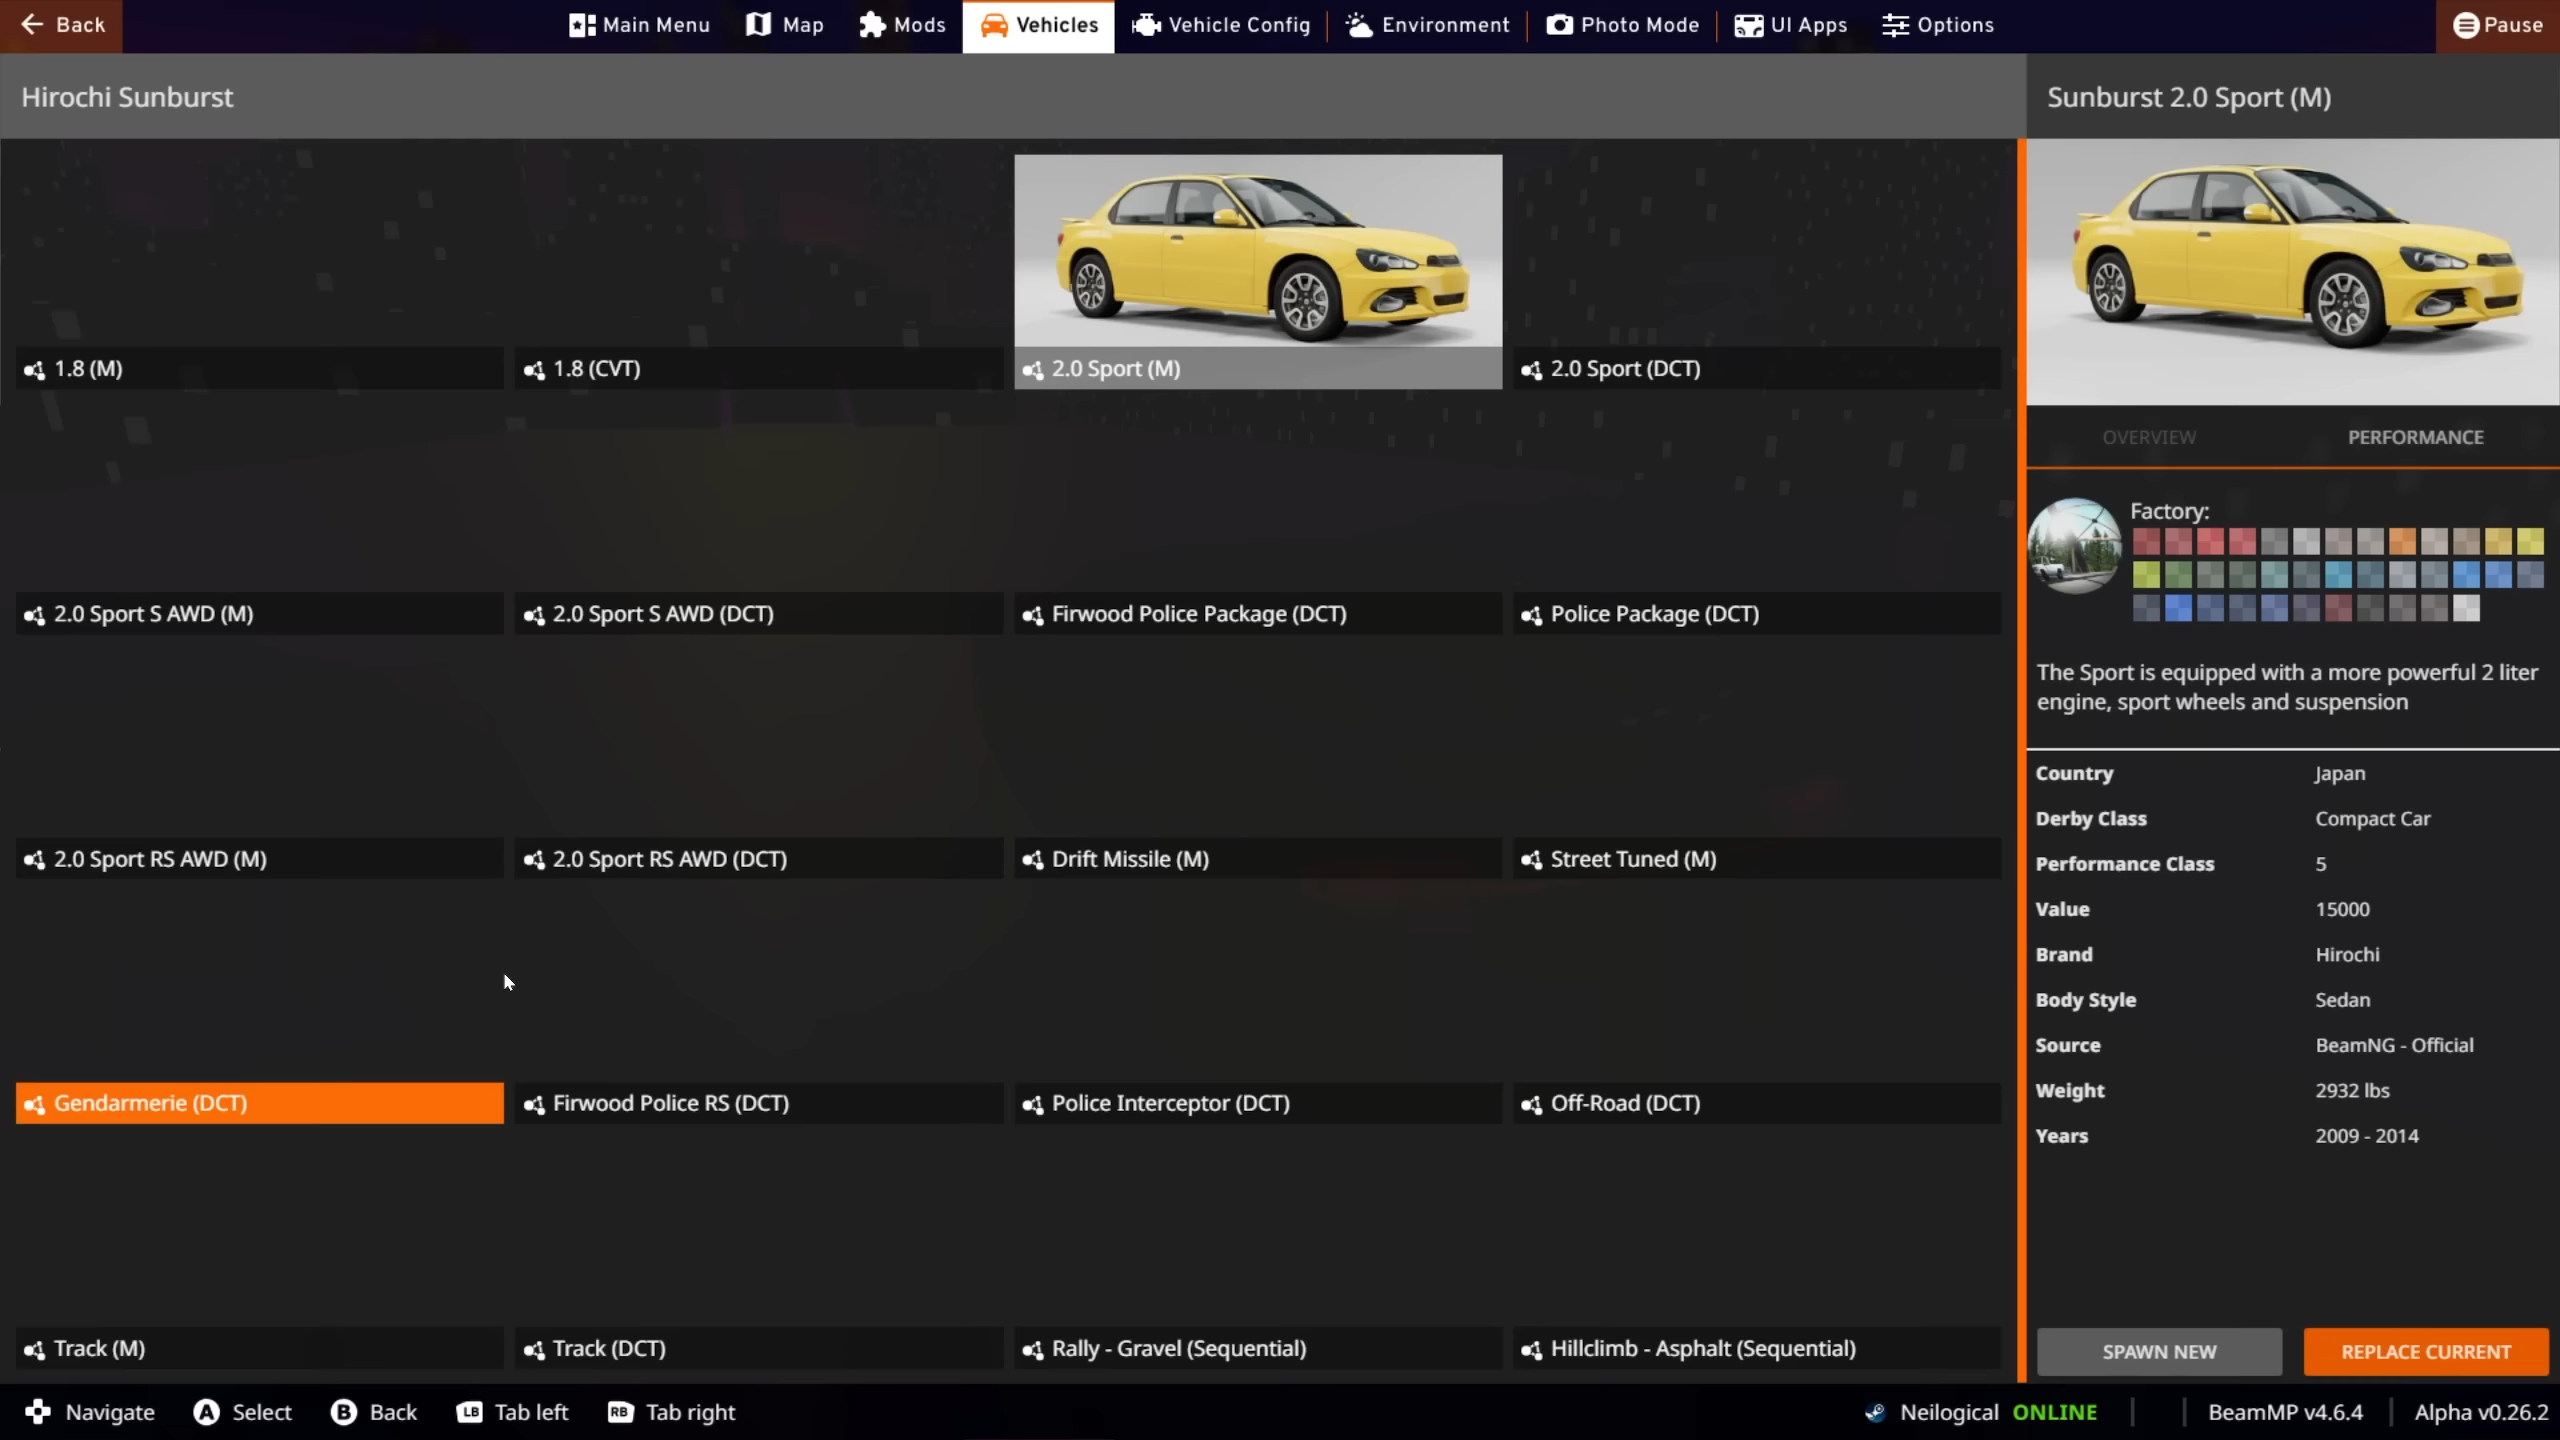 Back
Main Menu
Map
Mods
Vehicles
Vehicle Config
Environment
Photo Mode
UI Apps
Options
Pause
Hirochi Sunburst
Sunburst 2.0 Sport (M)
1.8 (M)
1.8 (CVT)
2.0 Sport (M)
2.0 Sport (DCT)
2.0 Sport S AWD (M)
2.0 Sport S AWD (DCT)
Firwood Police Package (DCT)
Police Package (DCT)
2.0 Sport RS AWD (M)
2.0 Sport RS AWD (DCT)
Drift Missile (M)
Street Tuned (M)
Gendarmerie (DCT)
Firwood Police RS (DCT)
Police Interceptor (DCT)
Off-Road (DCT)
Track (M)
Track (DCT)
Rally - Gravel (Sequential)
Hillclimb - Asphalt (Sequential)
OVERVIEW
PERFORMANCE
Factory:
The Sport is equipped with a more powerful 2 liter
engine, sport wheels and suspension
Country Japan
Derby Class Compact Car
Performance Class 5
Value 15000
Brand Hirochi
Body Style Sedan
Source BeamNG - Official
Weight 2932 lbs
Years 2009 - 2014
SPAWN NEW
REPLACE CURRENT
Navigate
A Select
B Back
LB Tab left
RB Tab right
Neilogical ONLINE
BeamMP v4.6.4
Alpha v0.26.2